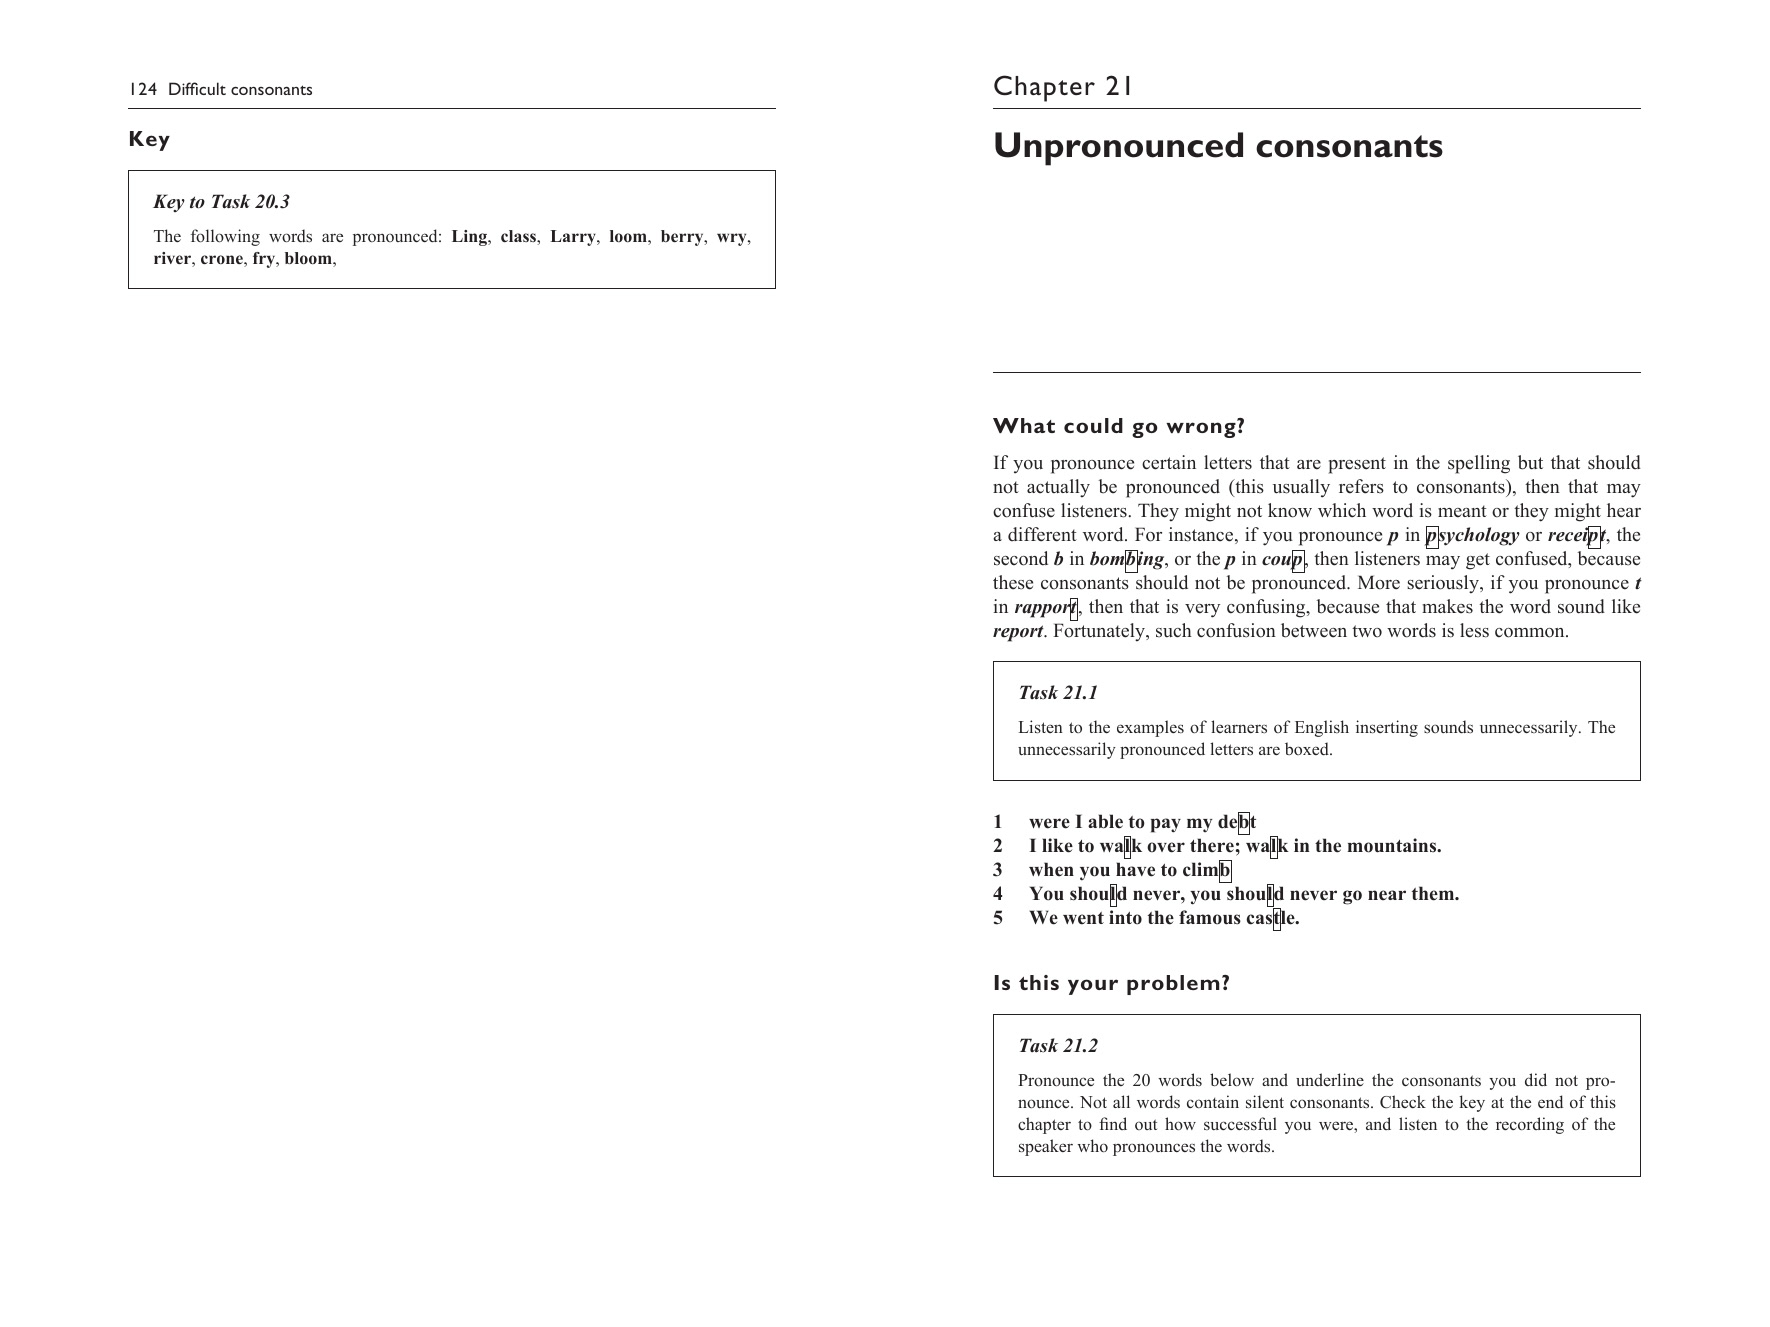 124 Difficult consonants
Key
Key to Task 20.3
The following words are pronounced: Ling, class, Larry, loom, berry, wry,
river, crone, fry, bloom,
Chapter 21
Unpronounced consonants
What could go wrong?
If you pronounce certain letters that are present in the spelling but that should
not actually be pronounced (this usually refers to consonants), then that may
confuse listeners. They might not know which word is meant or they might hear
a different word. For instance, if you pronounce p in psychology or receipt, the
second b in bombing, or the p in coup, then listeners may get confused, because
these consonants should not be pronounced. More seriously, if you pronounce t
in rapport, then that is very confusing, because that makes the word sound like
report. Fortunately, such confusion between two words is less common.
Task 21.1
Listen to the examples of learners of English inserting sounds unnecessarily. The
unnecessarily pronounced letters are boxed.
1 were I able to pay my debt
2 I like to walk over there; walk in the mountains.
3 when you have to climb
4 You should never, you should never go near them.
5 We went into the famous castle.
Is this your problem?
Task 21.2
Pronounce the 20 words below and underline the consonants you did not pro-
nounce. Not all words contain silent consonants. Check the key at the end of this
chapter to find out how successful you were, and listen to the recording of the
speaker who pronounces the words.